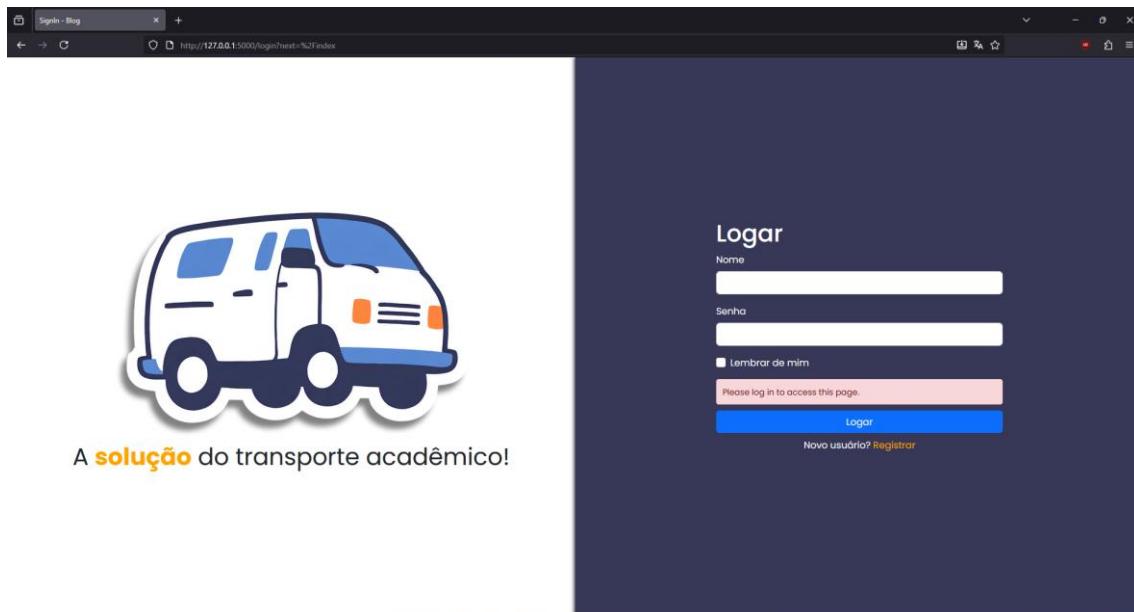 SignIn - Blog
http://127.0.0.1:5000/login?next=%2Findex
A solução do transporte acadêmico!
Logar
Nome
Senha
Lembrar de mim
Please log in to access this page.
Logar
Novo usuário? Registrar